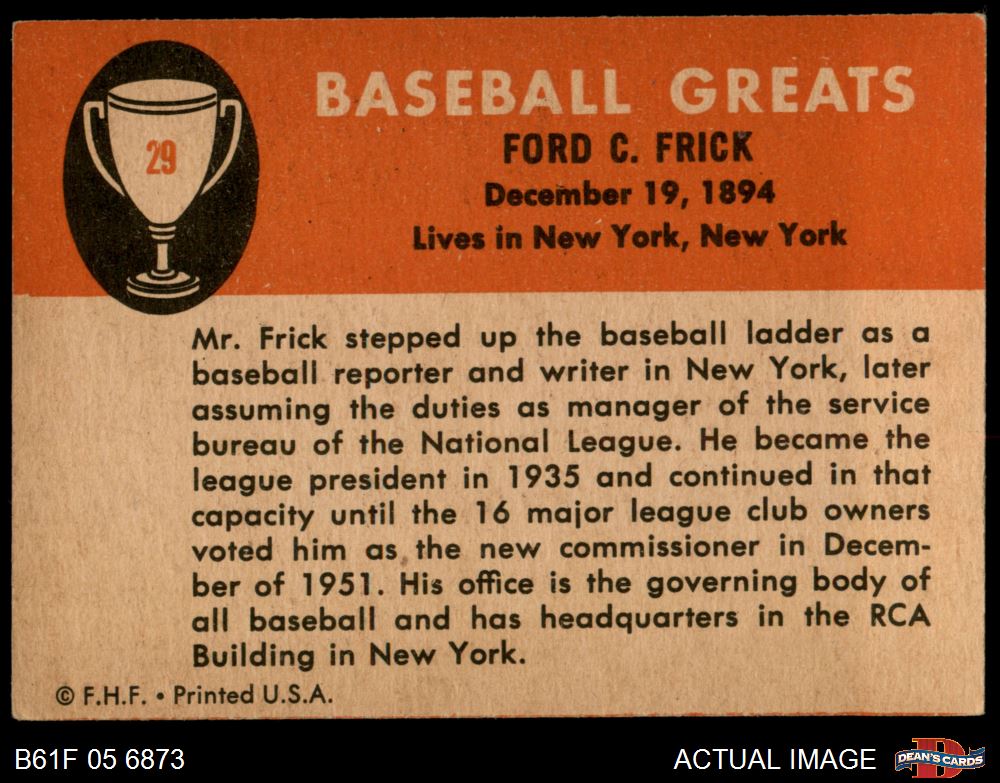 29
BASEBALL GREATS
FORD C. FRICK
December 19, 1894
Lives in New York, New York
Mr. Frick stepped up the baseball ladder as a
baseball reporter and writer in New York, later
assuming the duties as manager of the service
bureau of the National League. He became the
league president in 1935 and continued in that
capacity until the 16 major league club owners
voted him as the new commissioner in Decem-
ber of 1951. His office is the governing body of
all baseball and has headquarters in the RCA
Building in New York.
© F.H.F. • Printed U.S.A.
B61F 05 6873
ACTUAL IMAGE
D
DEAN'S CARDS